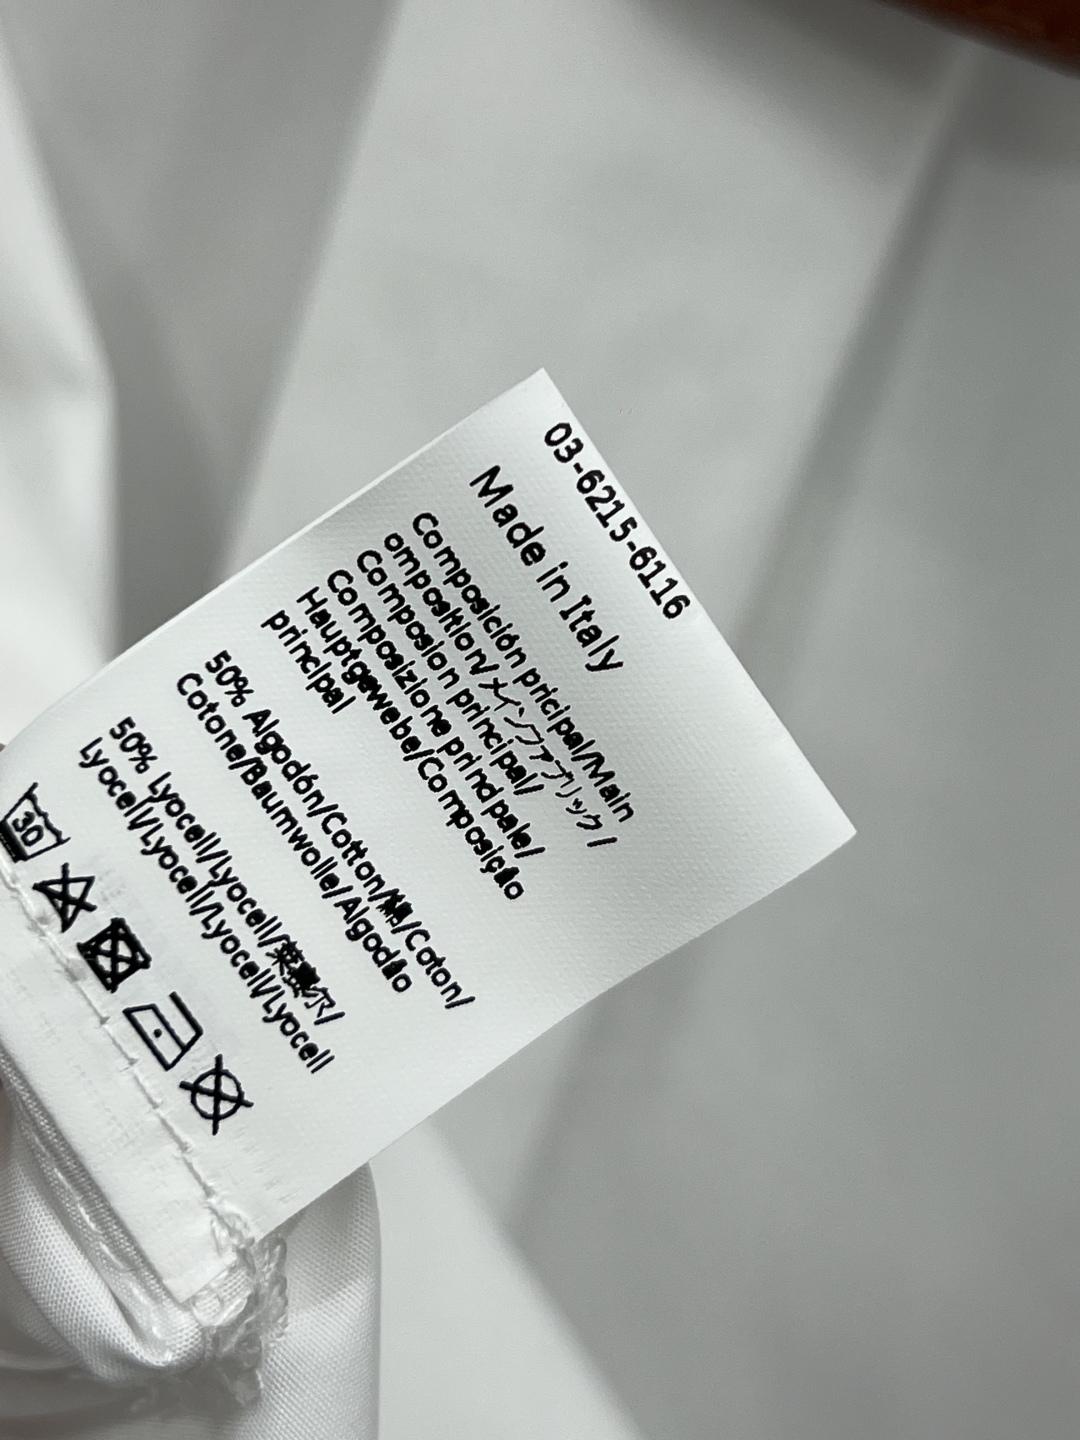 03-6215-6116
Made in Italy
Composición pricipal/Main
omposition/メインファブリック/
Composion principal/
Composizione principale/
Hauptgewebe/Composição
principal
50% Algodón/Cotton/棉/Coton/
Cotone/Baumwolle/Algodão
50% Lyocell/Lyocell/莱赛尔/
Lyocell/Lyocell/Lyocell/Lyocell
30